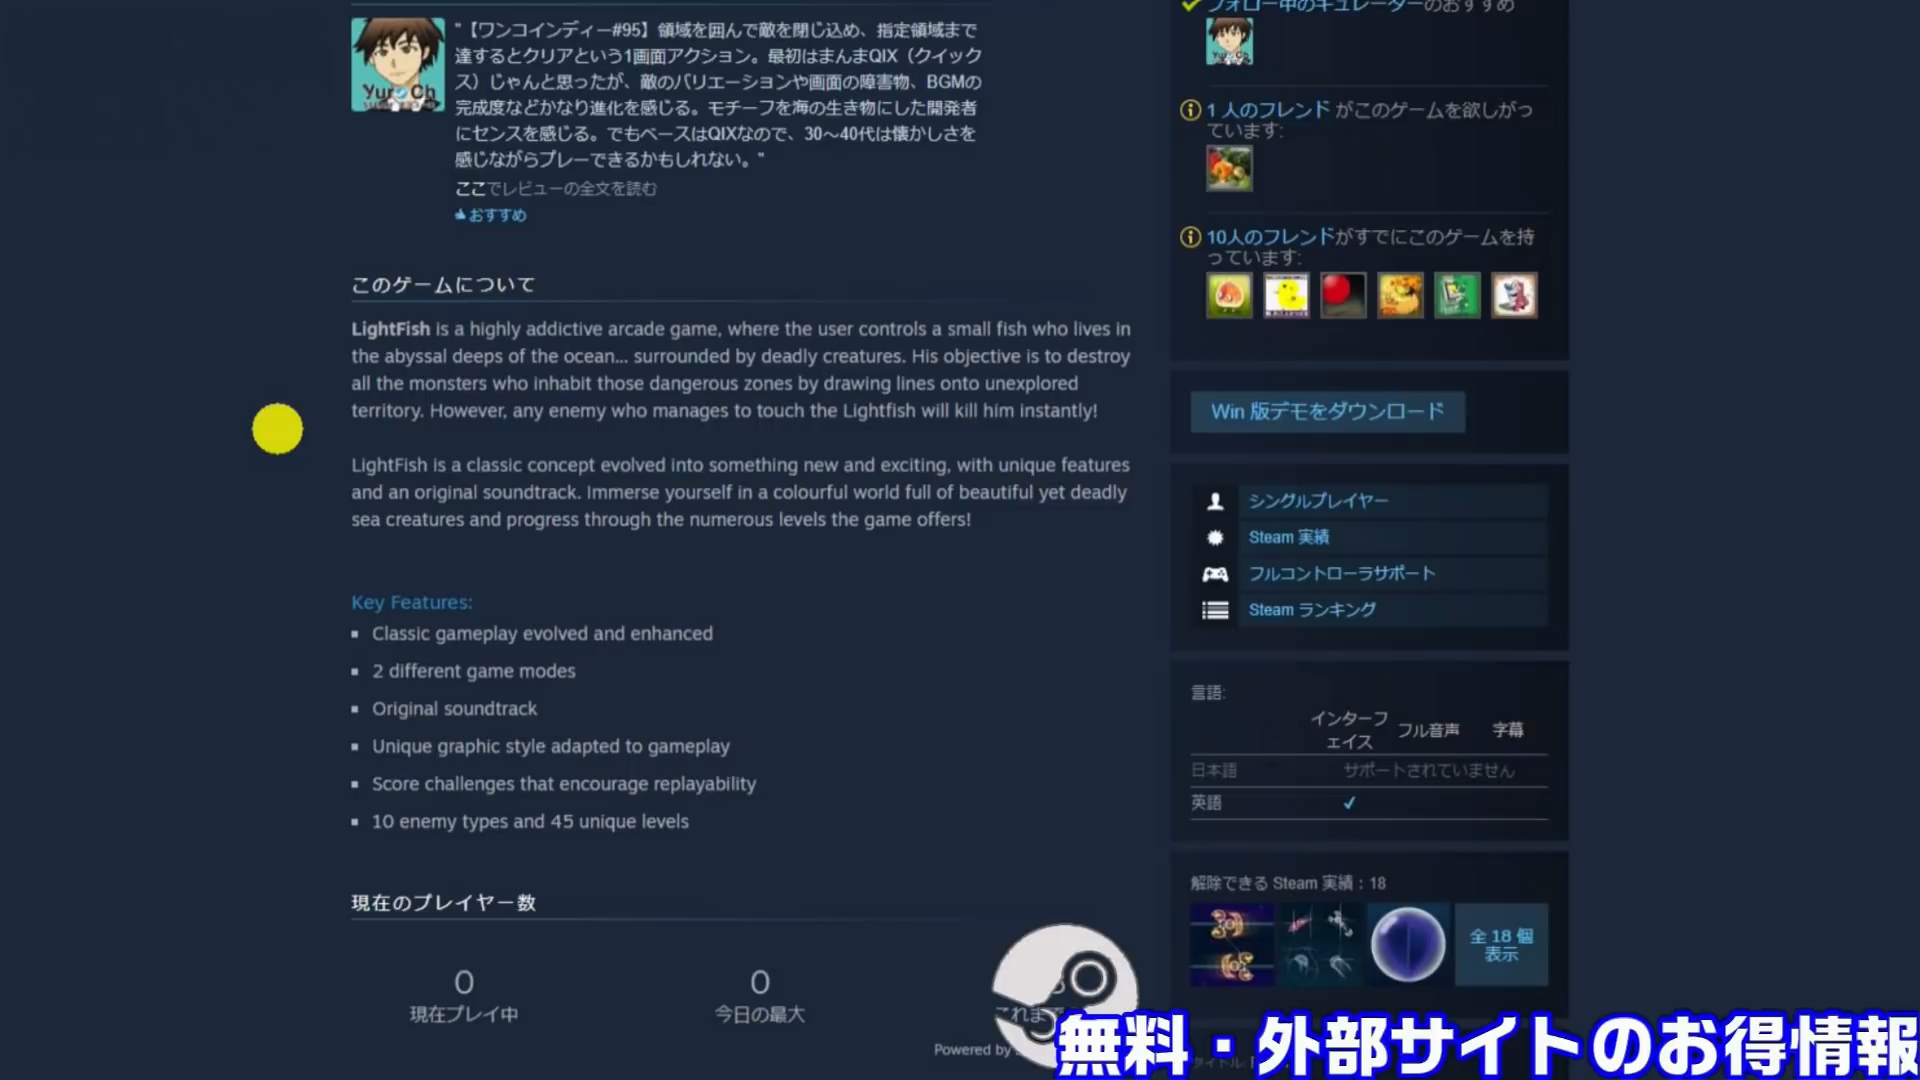 "【ワンコインディー#95】領域を囲んで敵を閉じ込め、指定領域まで
達するとクリアという1画面アクション。最初はまんまQIX（クイック
ス）じゃんと思ったが、敵のバリエーションや画面の障害物、BGMの
完成度などかなり進化を感じる。モチーフを海の生き物にした開発者
にセンスを感じる。でもベースはQIXなので、30〜40代は懐かしさを
感じながらプレーできるかもしれない。"
ここでレビューの全文を読む
おすすめ
このゲームについて
LightFish is a highly addictive arcade game, where the user controls a small fish who lives in
the abyssal deeps of the ocean... surrounded by deadly creatures. His objective is to destroy
all the monsters who inhabit those dangerous zones by drawing lines onto unexplored
territory. However, any enemy who manages to touch the Lightfish will kill him instantly!
LightFish is a classic concept evolved into something new and exciting, with unique features
and an original soundtrack. Immerse yourself in a colourful world full of beautiful yet deadly
sea creatures and progress through the numerous levels the game offers!
Key Features:
Classic gameplay evolved and enhanced
2 different game modes
Original soundtrack
Unique graphic style adapted to gameplay
Score challenges that encourage replayability
10 enemy types and 45 unique levels
現在のプレイヤー数
0
現在プレイ中
0
今日の最大
これま
Powered by
フォロー中のキュレーターのおすすめ
1 人のフレンド がこのゲームを欲しがっ
ています:
10人のフレンドがすでにこのゲームを持
っています:
Win 版デモをダウンロード
シングルプレイヤー
Steam 実績
フルコントローラサポート
Steam ランキング
言語:
インターフ
ェイス フル音声 字幕
日本語 サポートされていません
英語 ✓
解除できる Steam 実績：18
全 18 個
表示
無料・外部サイトのお得情報